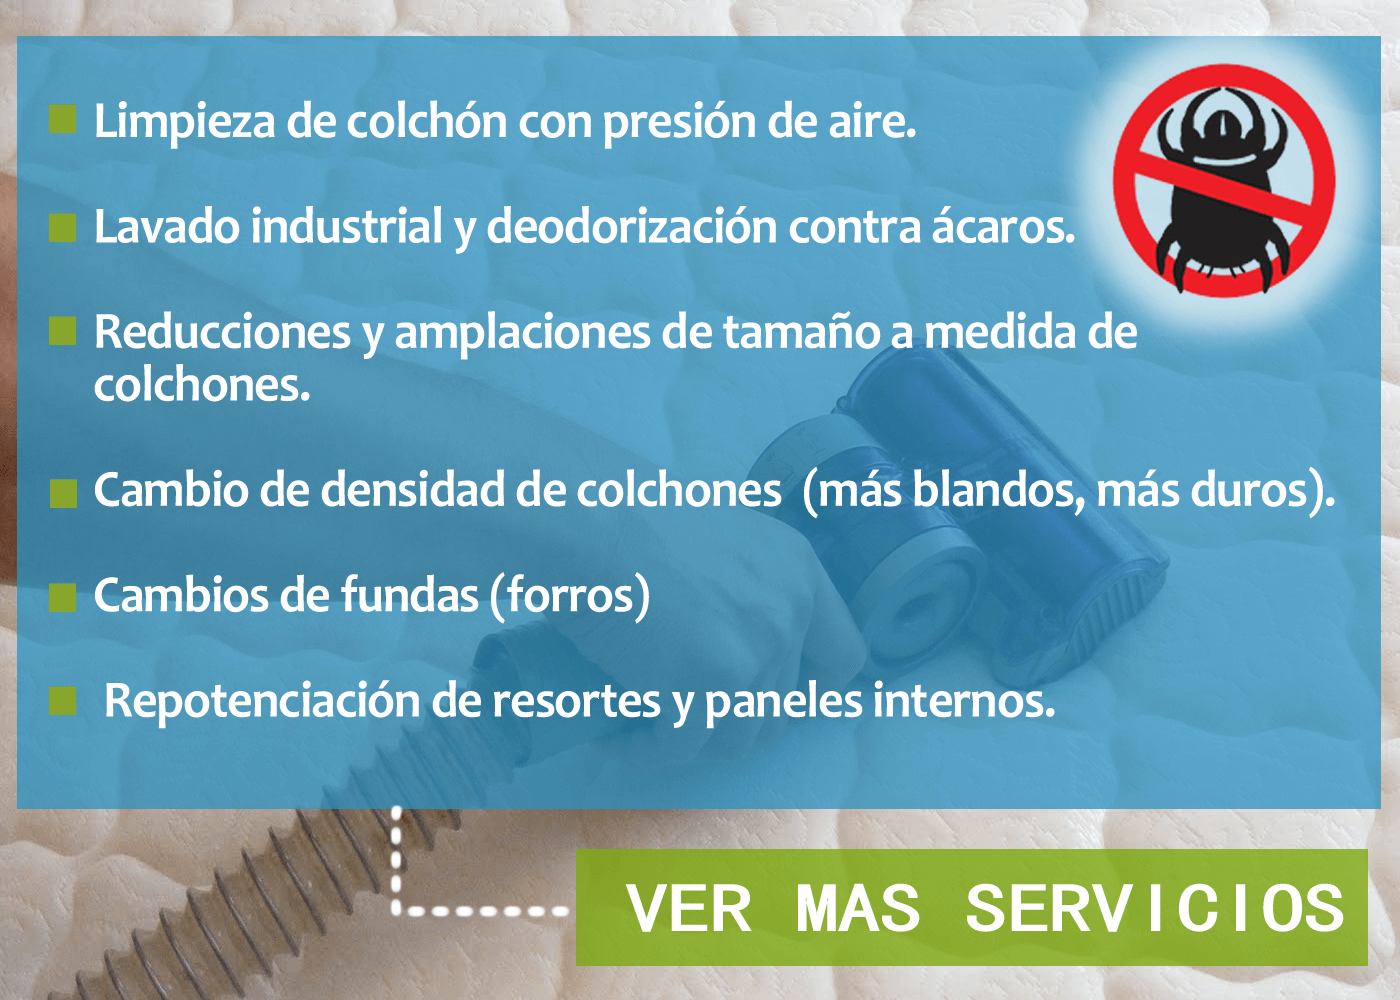 Limpieza de colchón con presión de aire.
Lavado industrial y deodorización contra ácaros.
Reducciones y amplaciones de tamaño a medida de
colchones.
Cambio de densidad de colchones (más blandos, más duros).
Cambios de fundas (forros)
Repotenciación de resortes y paneles internos.
VER MAS SERVICIOS